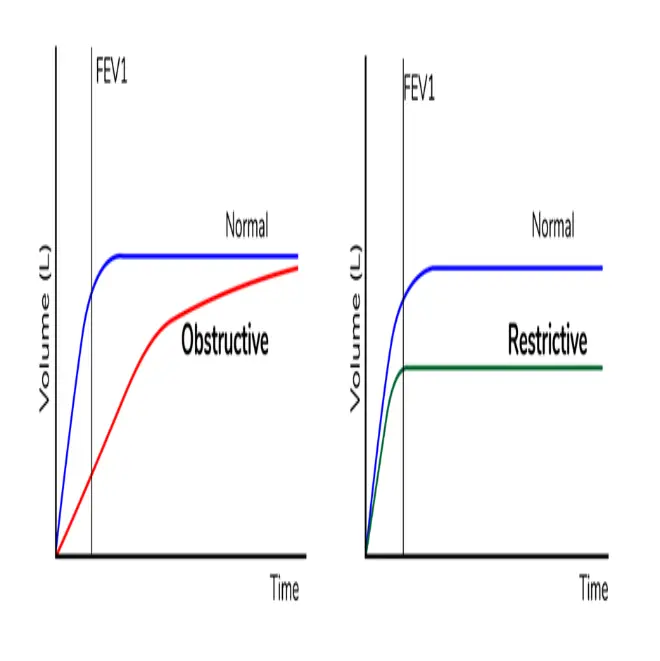 FEV1
Normal
Obstructive
Volume (L)
Time
FEV1
Normal
Restrictive
Volume (L)
Time